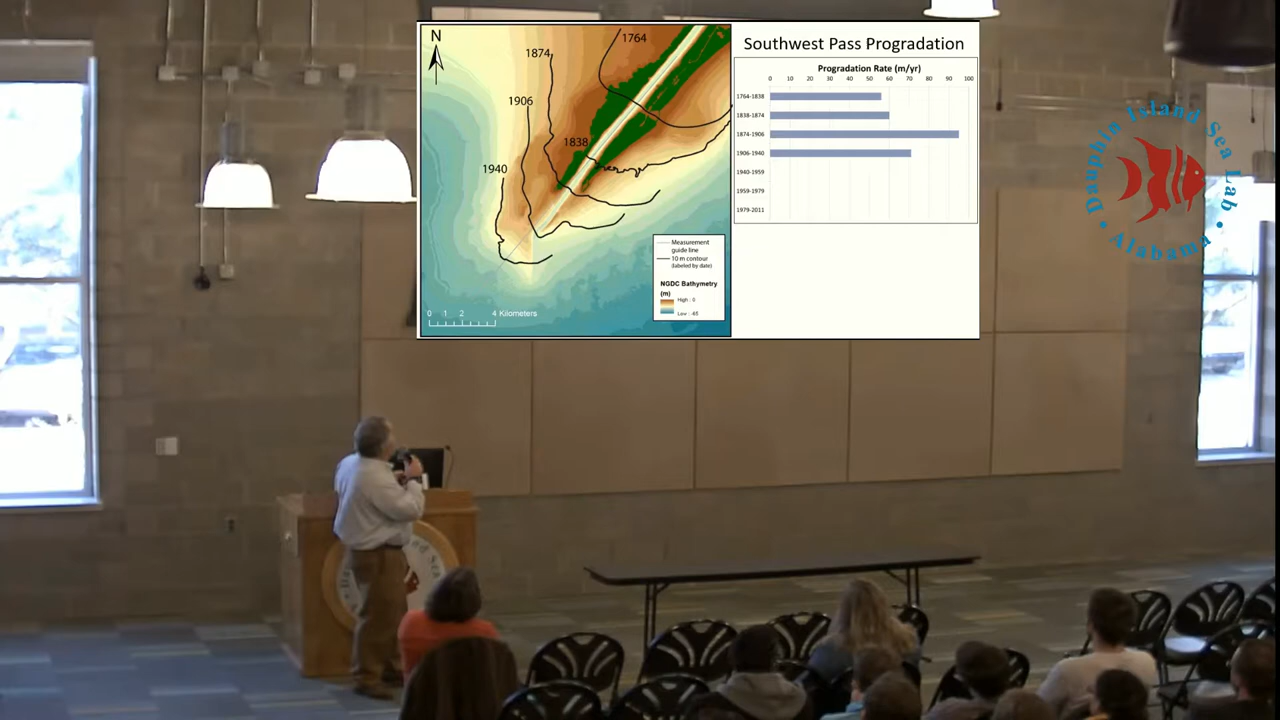 N
1764
1874
1906
1838
1940
Measurement
guide line
10 m contour
(labeled by date)
NGDC Bathymetry
(m)
High : 0
Low : -65
0 1 2 4 Kilometers
Southwest Pass Progradation
Progradation Rate (m/yr)
0 10 20 30 40 50 60 70 80 90 100
1764-1838
1838-1874
1874-1906
1906-1940
1940-1959
1959-1979
1979-2011
Dauphin Island Sea Lab
Alabama